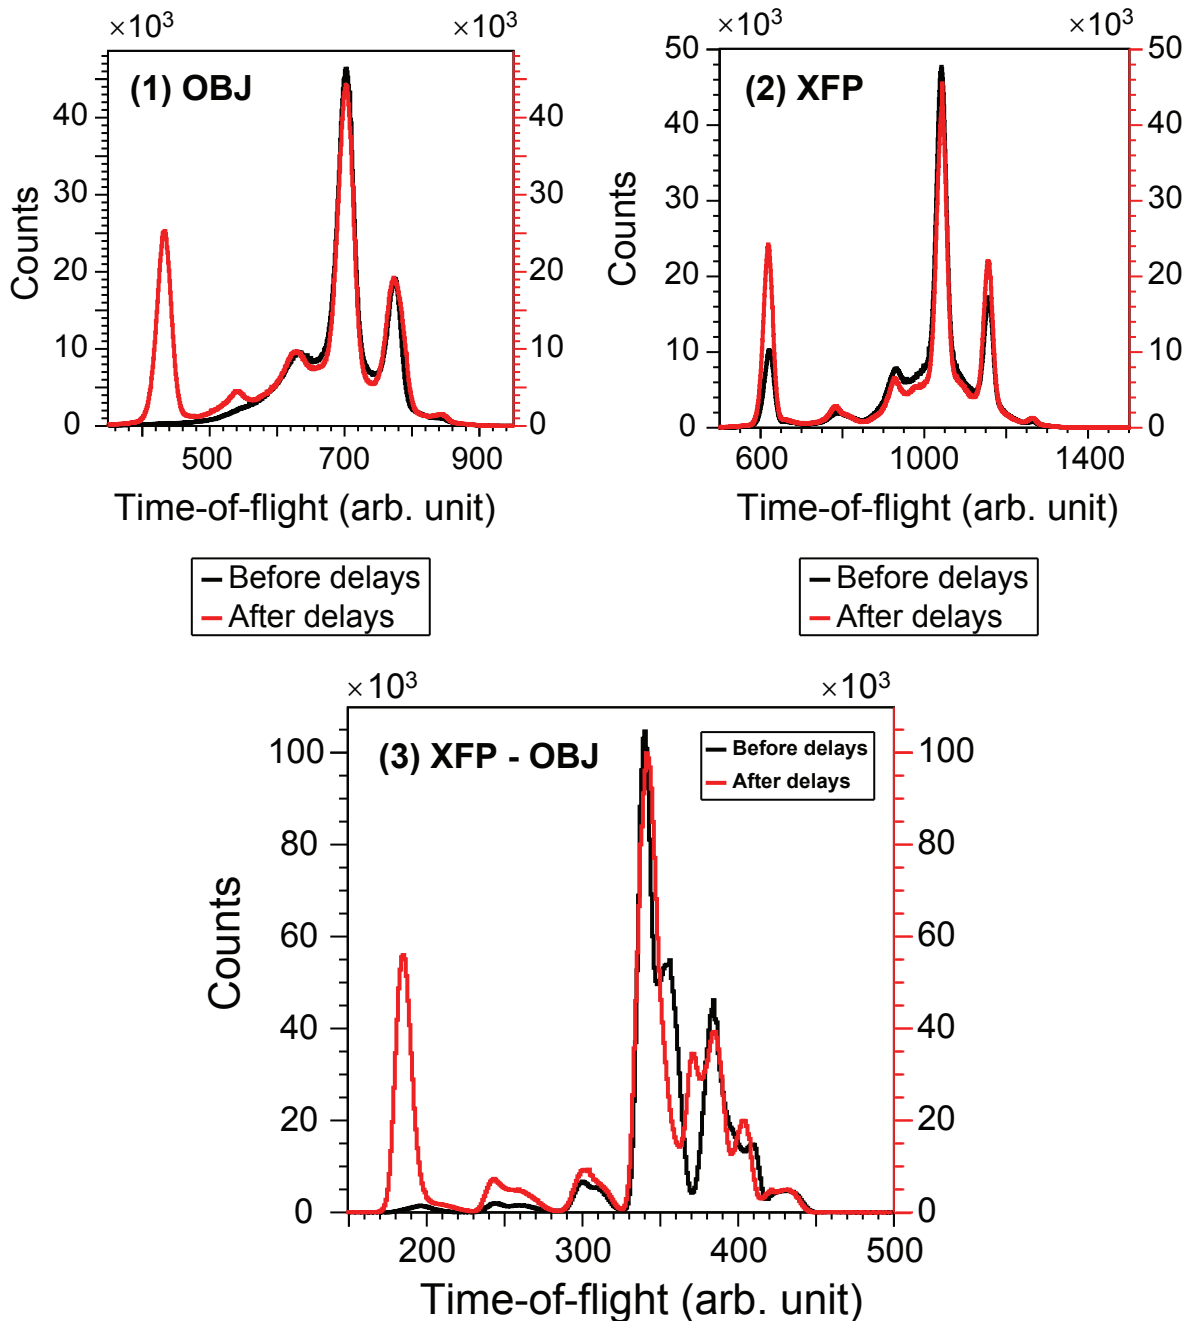 ×10³ ×10³
(1) OBJ
40 40
30 30
20 20
10 10
0 0
500 700 900
Counts
Time-of-flight (arb. unit)
Before delays
After delays
×10³ ×10³
(2) XFP
50 50
40 40
30 30
20 20
10 10
0 0
600 1000 1400
Counts
Time-of-flight (arb. unit)
Before delays
After delays
×10³ ×10³
(3) XFP - OBJ
Before delays
After delays
100 100
80 80
60 60
40 40
20 20
0 0
200 300 400 500
Counts
Time-of-flight (arb. unit)